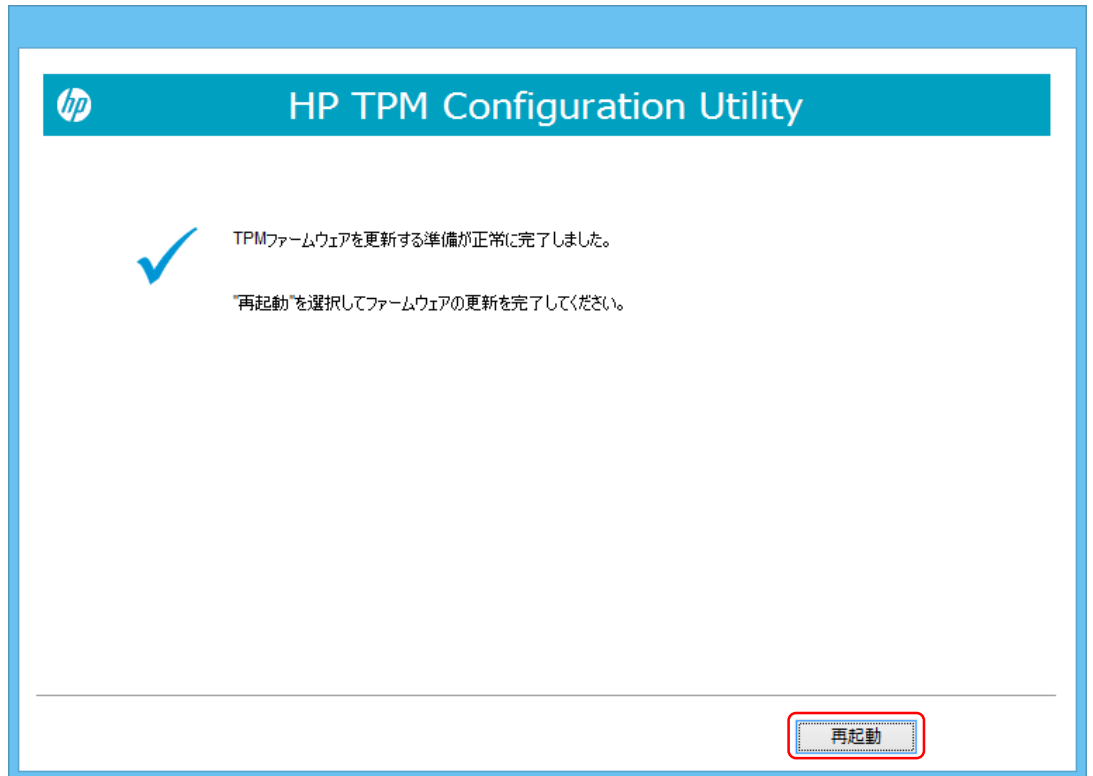 hp
HP TPM Configuration Utility
TPMファームウェアを更新する準備が正常に完了しました。
"再起動"を選択してファームウェアの更新を完了してください。
再起動